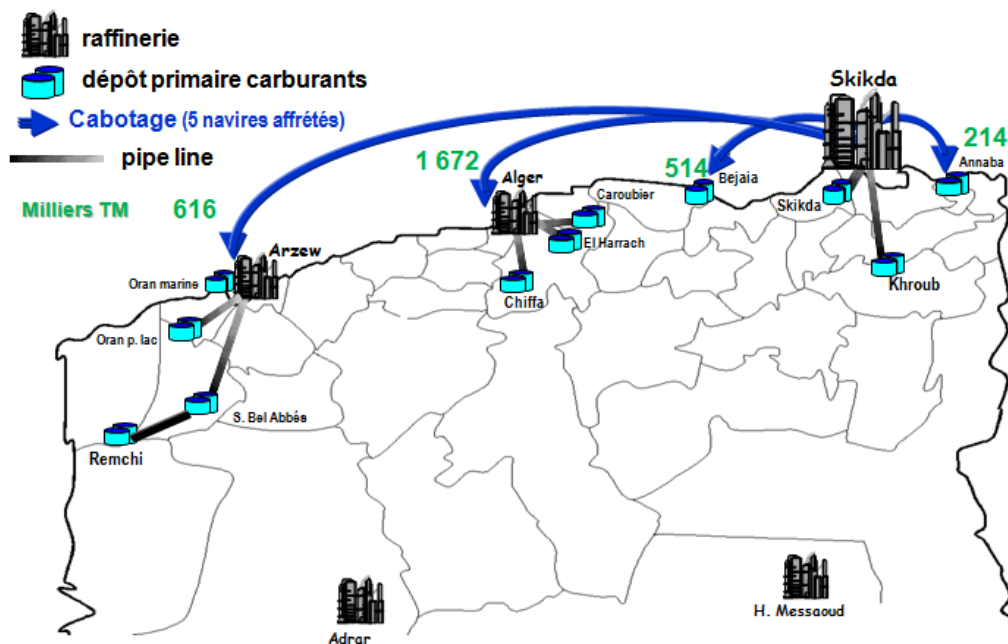 raffinerie
dépôt primaire carburants
Cabotage (5 navires affrétés)
pipe line
Milliers TM
616
1 672
514
214
Skikda
Annaba
Bejaia
Alger
Caroubier
Skikda
El Harrach
Khroub
Arzew
Oran marine
Chiffa
Oran p. lac
S. Bel Abbés
Remchi
H. Messaoud
Adrar